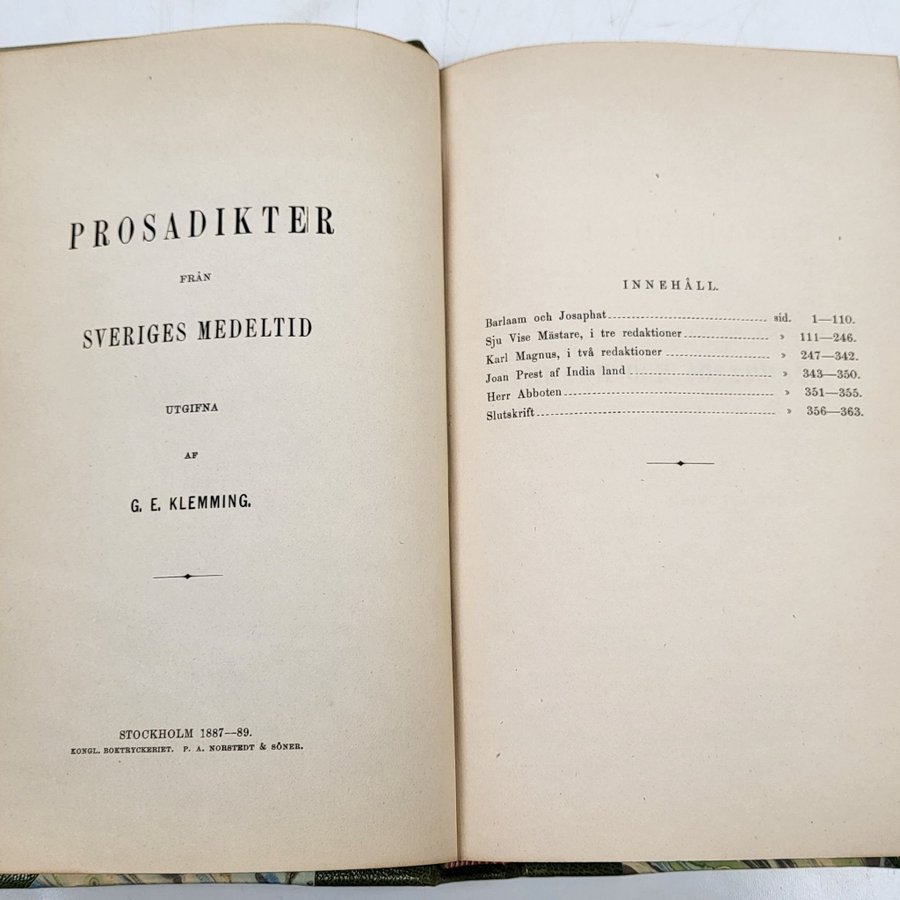 PROSADIKTER
FRÅN
SVERIGES MEDELTID
UTGIFNA
AF
G. E. KLEMMING.
STOCKHOLM 1887—89.
KONGL. BOKTRYCKERIET. P. A. NORSTEDT & SÖNER.
INNEHÅLL.
Barlaam och Josaphat sid. 1—110.
Sju Vise Mästare, i tre redaktioner » 111—246.
Karl Magnus, i två redaktioner » 247—342.
Joan Prest af India land » 343—350.
Herr Abboten » 351—355.
Slutskrift » 356—363.